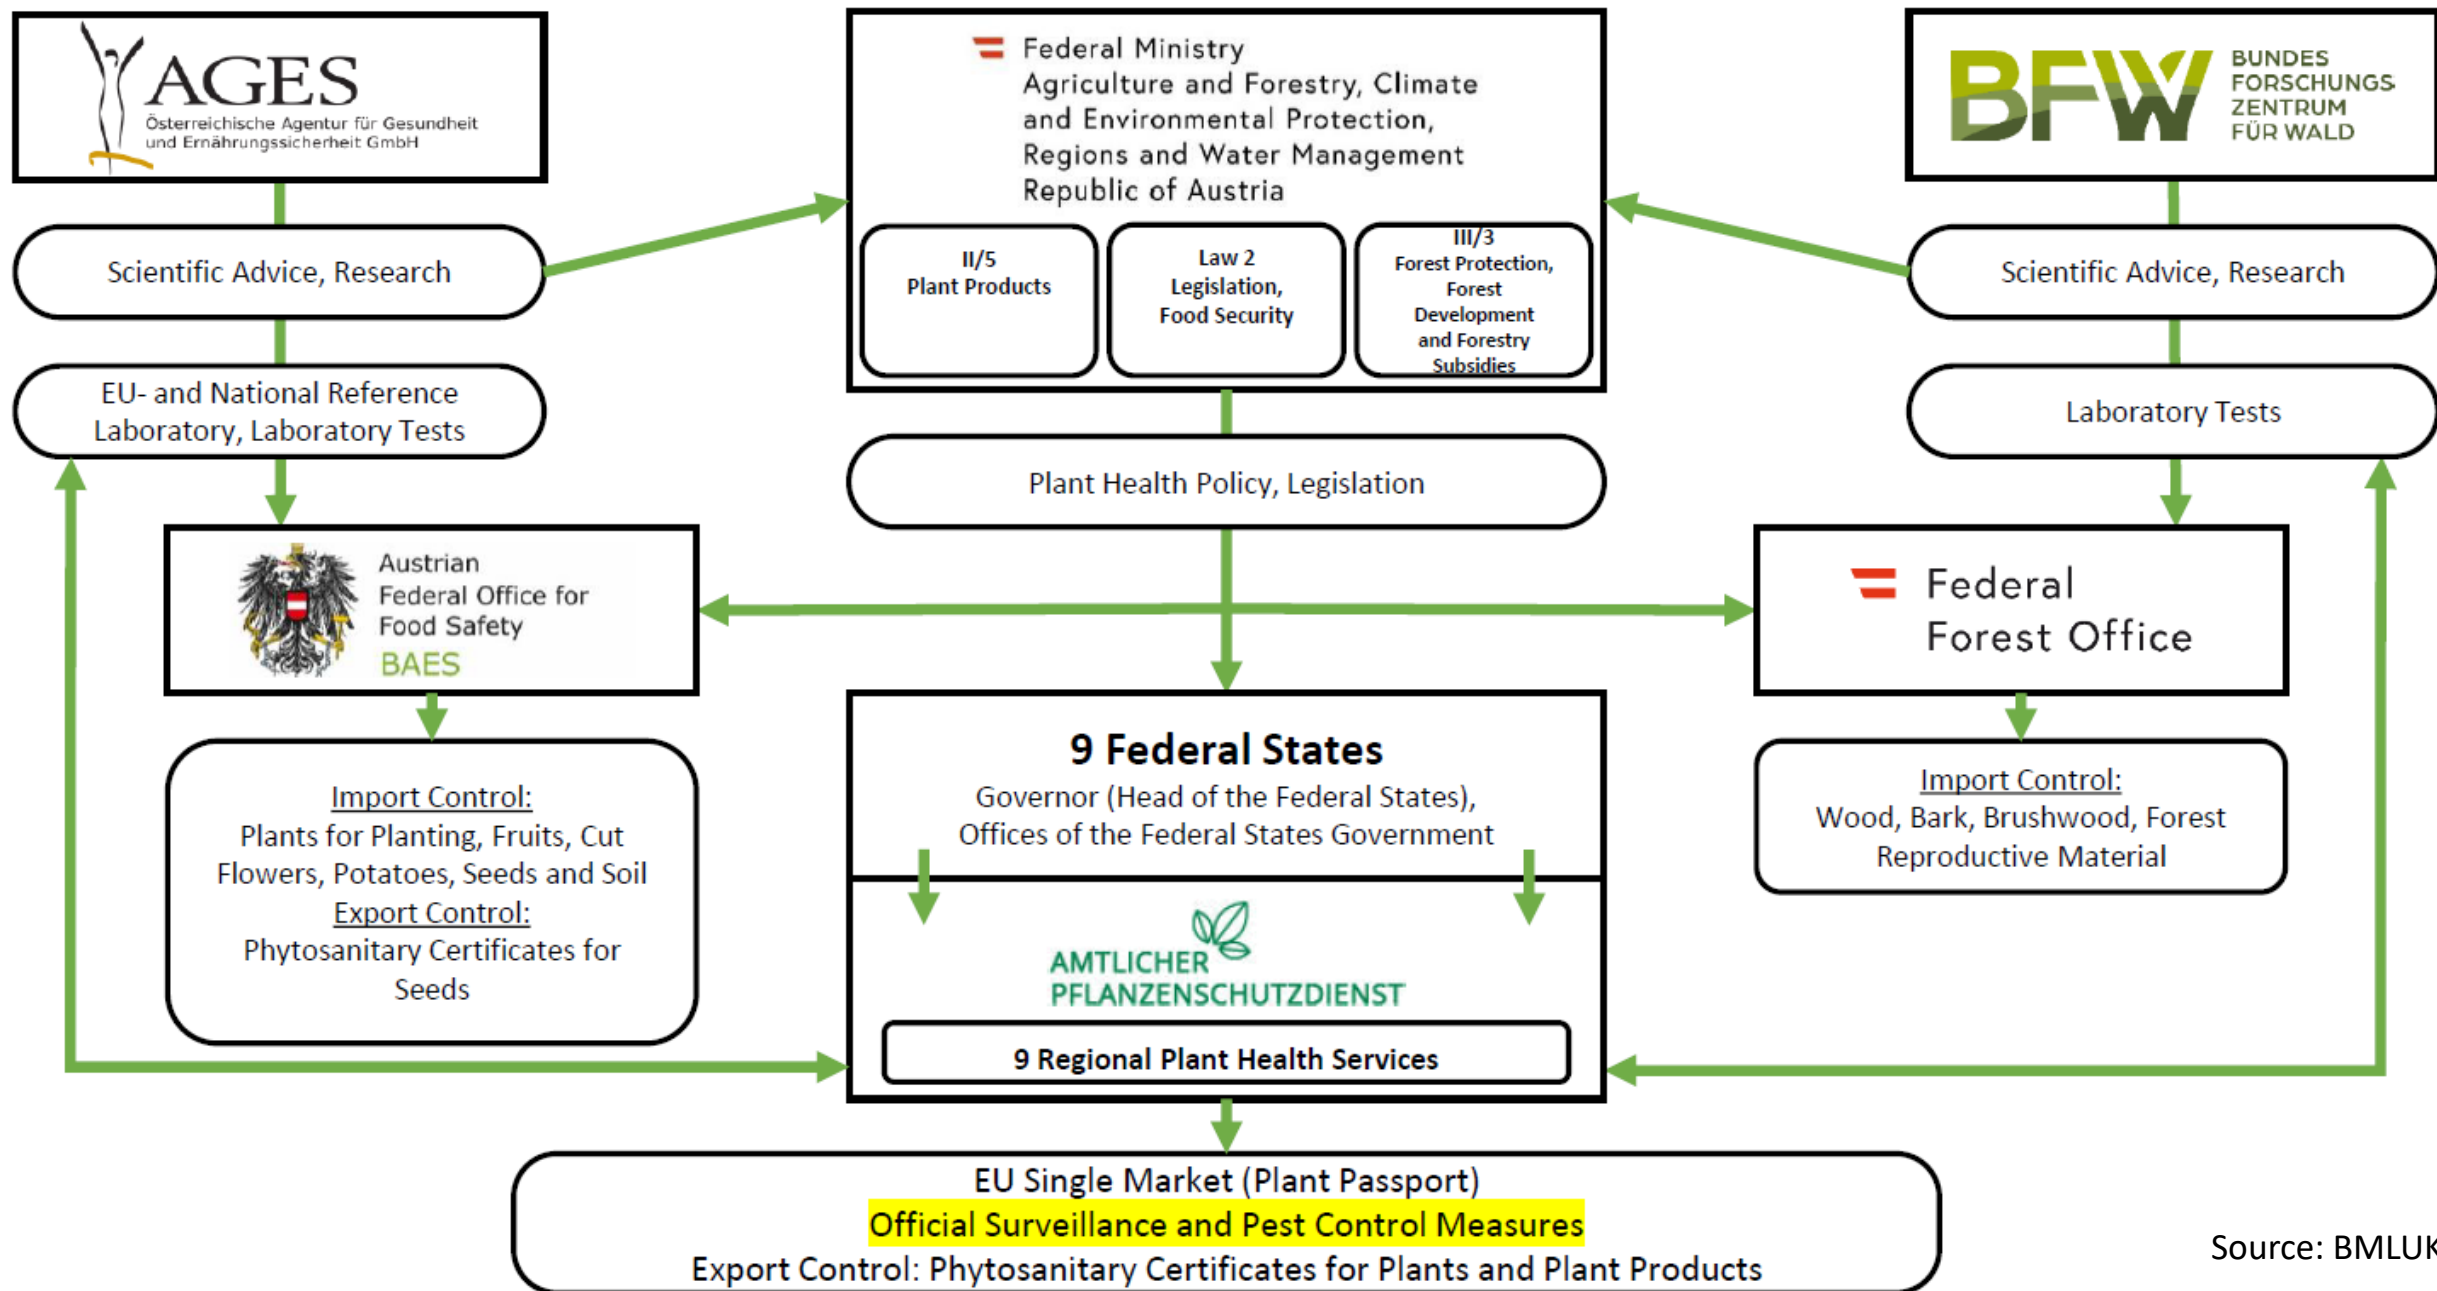 AGES
Österreichische Agentur für Gesundheit
und Ernährungssicherheit GmbH
Scientific Advice, Research
EU- and National Reference
Laboratory, Laboratory Tests
Federal Ministry
Agriculture and Forestry, Climate
and Environmental Protection,
Regions and Water Management
Republic of Austria
II/5
Plant Products
Law 2
Legislation,
Food Security
III/3
Forest Protection,
Forest
Development
and Forestry
Subsidies
Plant Health Policy, Legislation
BFW
BUNDES
FORSCHUNGS
ZENTRUM
FÜR WALD
Scientific Advice, Research
Laboratory Tests
Austrian
Federal Office for
Food Safety
BAES
Import Control:
Plants for Planting, Fruits, Cut
Flowers, Potatoes, Seeds and Soil
Export Control:
Phytosanitary Certificates for
Seeds
9 Federal States
Governor (Head of the Federal States),
Offices of the Federal States Government
AMTLICHER
PFLANZENSCHUTZDIENST
9 Regional Plant Health Services
Federal
Forest Office
Import Control:
Wood, Bark, Brushwood, Forest
Reproductive Material
EU Single Market (Plant Passport)
Official Surveillance and Pest Control Measures
Export Control: Phytosanitary Certificates for Plants and Plant Products
Source: BMLUK